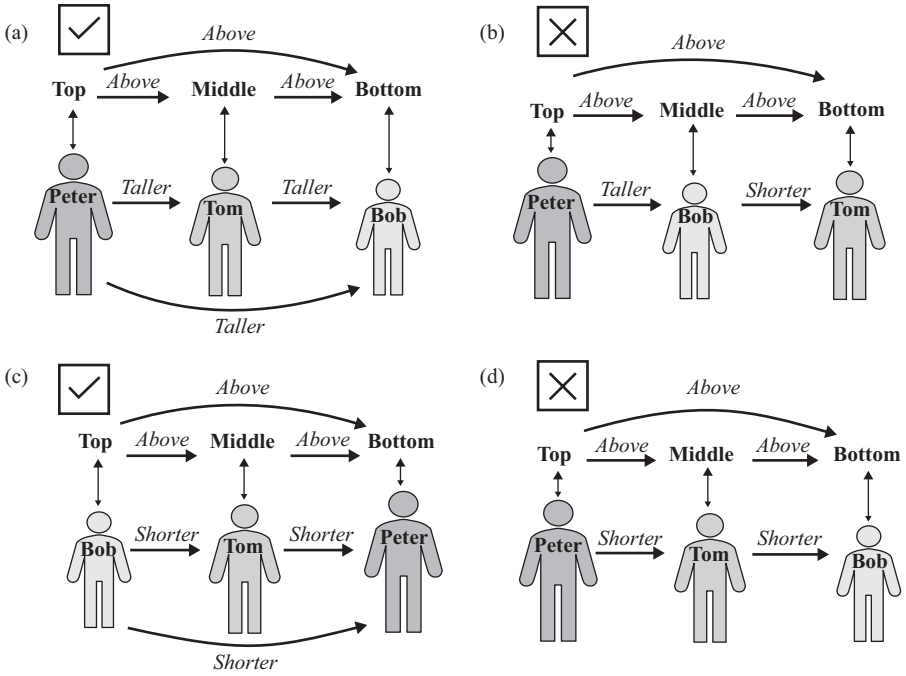 (a)
Above
Top Above Middle Above Bottom
Peter Taller Tom Taller Bob
Taller
(b)
Above
Top Above Middle Above Bottom
Peter Taller Bob Shorter Tom
(c)
Above
Top Above Middle Above Bottom
Bob Shorter Tom Shorter Peter
Shorter
(d)
Above
Top Above Middle Above Bottom
Peter Shorter Tom Shorter Bob